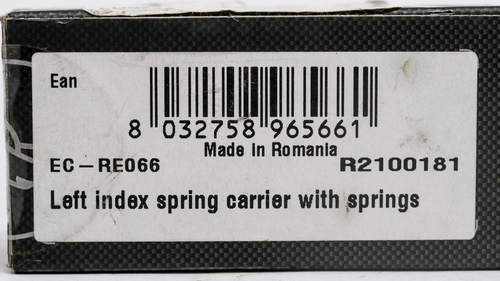 Ean
8 032758 965661
Made in Romania
EC-RE066 R2100181
Left index spring carrier with springs